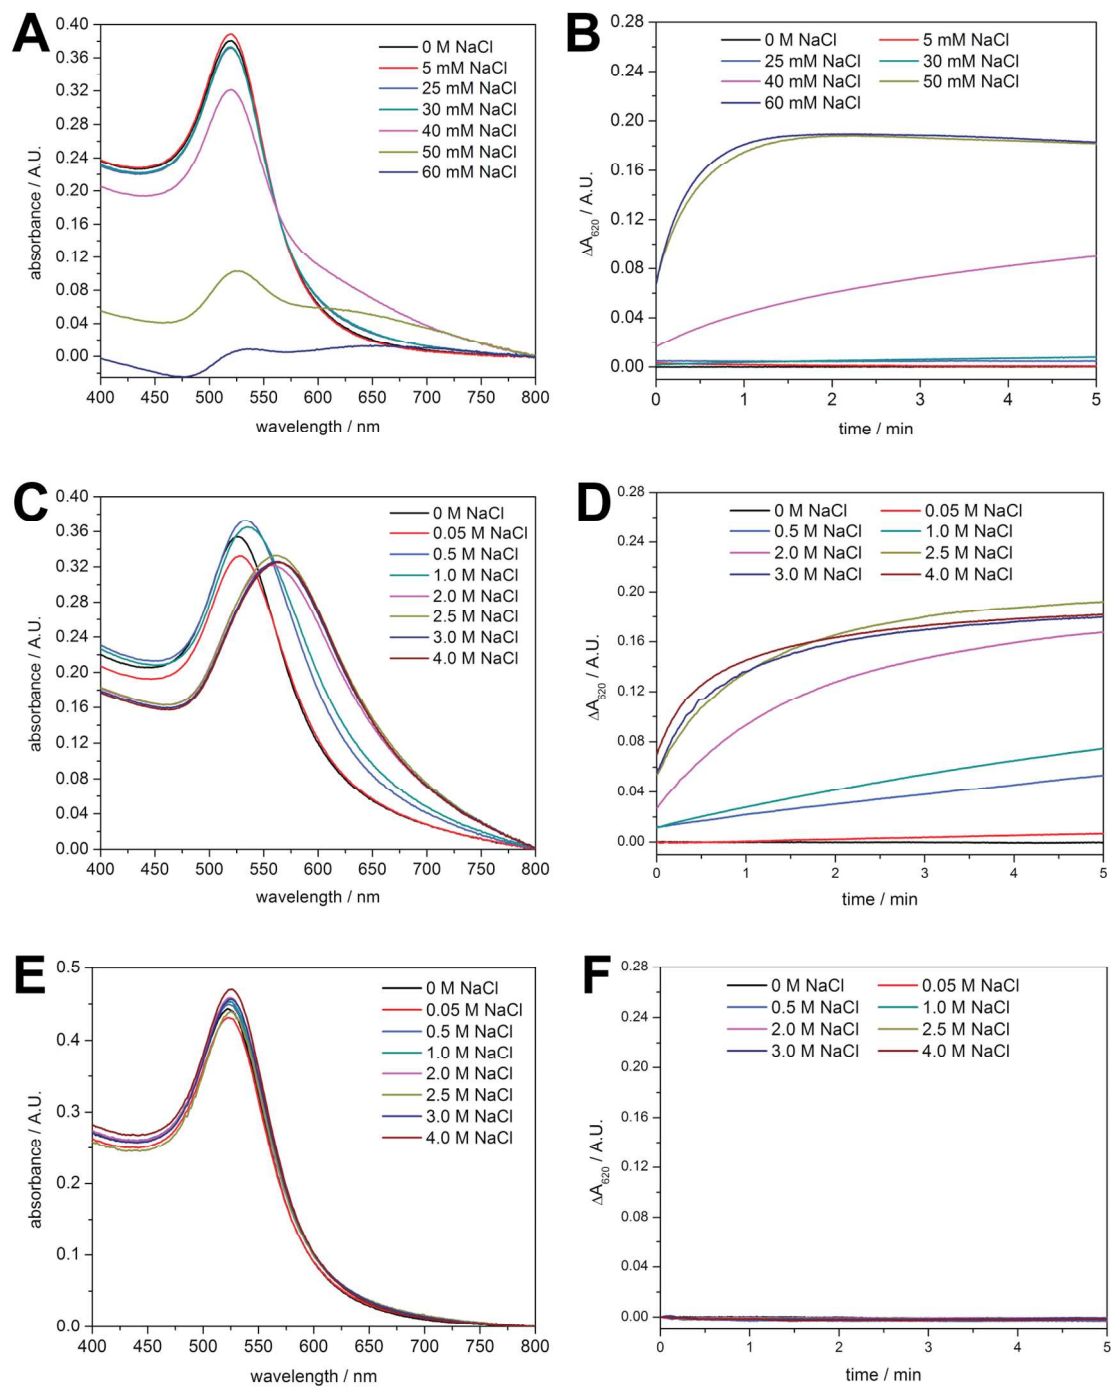 A
absorbance / A.U.
0.40
0.36
0.32
0.28
0.24
0.20
0.16
0.12
0.08
0.04
0.00
0 M NaCl
5 mM NaCl
25 mM NaCl
30 mM NaCl
40 mM NaCl
50 mM NaCl
60 mM NaCl
400 450 500 550 600 650 700 750 800
wavelength / nm
B
ΔA620 / A.U.
0.28
0.24
0.20
0.16
0.12
0.08
0.04
0.00
0 M NaCl 5 mM NaCl
25 mM NaCl 30 mM NaCl
40 mM NaCl 50 mM NaCl
60 mM NaCl
0 1 2 3 4 5
time / min
C
absorbance / A.U.
0.40
0.36
0.32
0.28
0.24
0.20
0.16
0.12
0.08
0.04
0.00
0 M NaCl
0.05 M NaCl
0.5 M NaCl
1.0 M NaCl
2.0 M NaCl
2.5 M NaCl
3.0 M NaCl
4.0 M NaCl
400 450 500 550 600 650 700 750 800
wavelength / nm
D
ΔA620 / A.U.
0.28
0.24
0.20
0.16
0.12
0.08
0.04
0.00
0 M NaCl 0.05 M NaCl
0.5 M NaCl 1.0 M NaCl
2.0 M NaCl 2.5 M NaCl
3.0 M NaCl 4.0 M NaCl
0 1 2 3 4 5
time / min
E
absorbance / A.U.
0.5
0.4
0.3
0.2
0.1
0.0
0 M NaCl
0.05 M NaCl
0.5 M NaCl
1.0 M NaCl
2.0 M NaCl
2.5 M NaCl
3.0 M NaCl
4.0 M NaCl
400 450 500 550 600 650 700 750 800
wavelength / nm
F
ΔA620 / A.U.
0.28
0.24
0.20
0.16
0.12
0.08
0.04
0.00
0 M NaCl 0.05 M NaCl
0.5 M NaCl 1.0 M NaCl
2.0 M NaCl 2.5 M NaCl
3.0 M NaCl 4.0 M NaCl
0 1 2 3 4 5
time / min